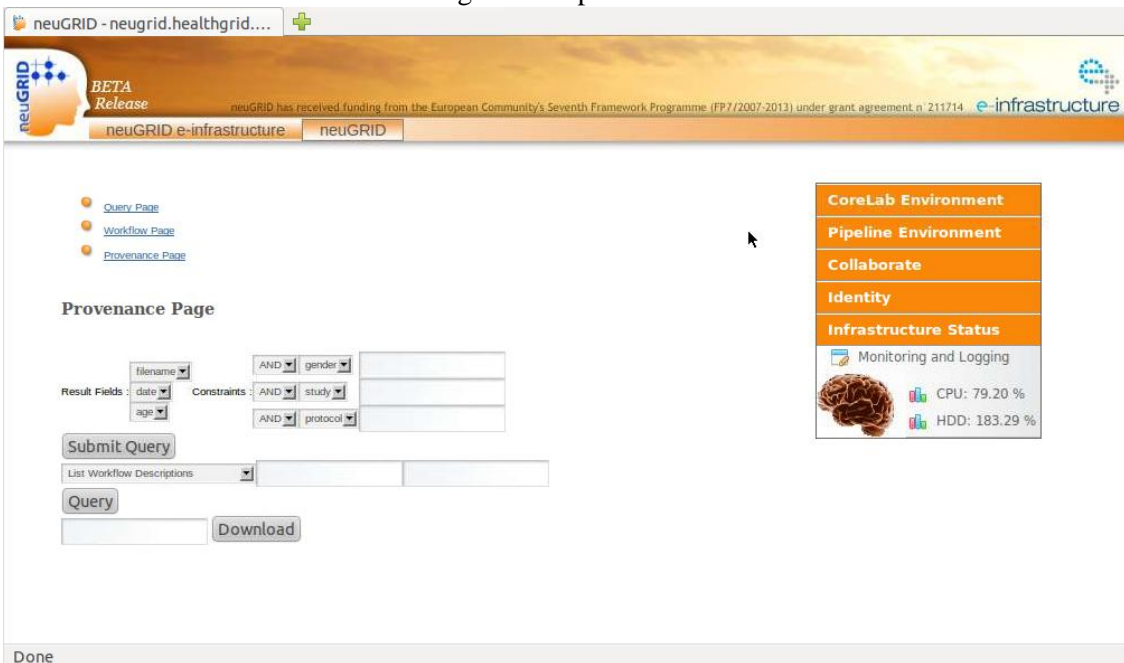 neuGRID - neugrid.healthgrid....
neuGRID
BETA
Release
neuGRID has received funding from the European Community's Seventh Framework Programme (FP7/2007-2013) under grant agreement n°211714
e-infrastructure
neuGRID e-infrastructure neuGRID
Query Page
Workflow Page
Provenance Page
CoreLab Environment
Pipeline Environment
Collaborate
Identity
Infrastructure Status
Monitoring and Logging
CPU: 79.20 %
HDD: 183.29 %
Provenance Page
filename AND gender
Result Fields : date Constraints : AND study
age AND protocol
Submit Query
List Workflow Descriptions
Query
Download
Done